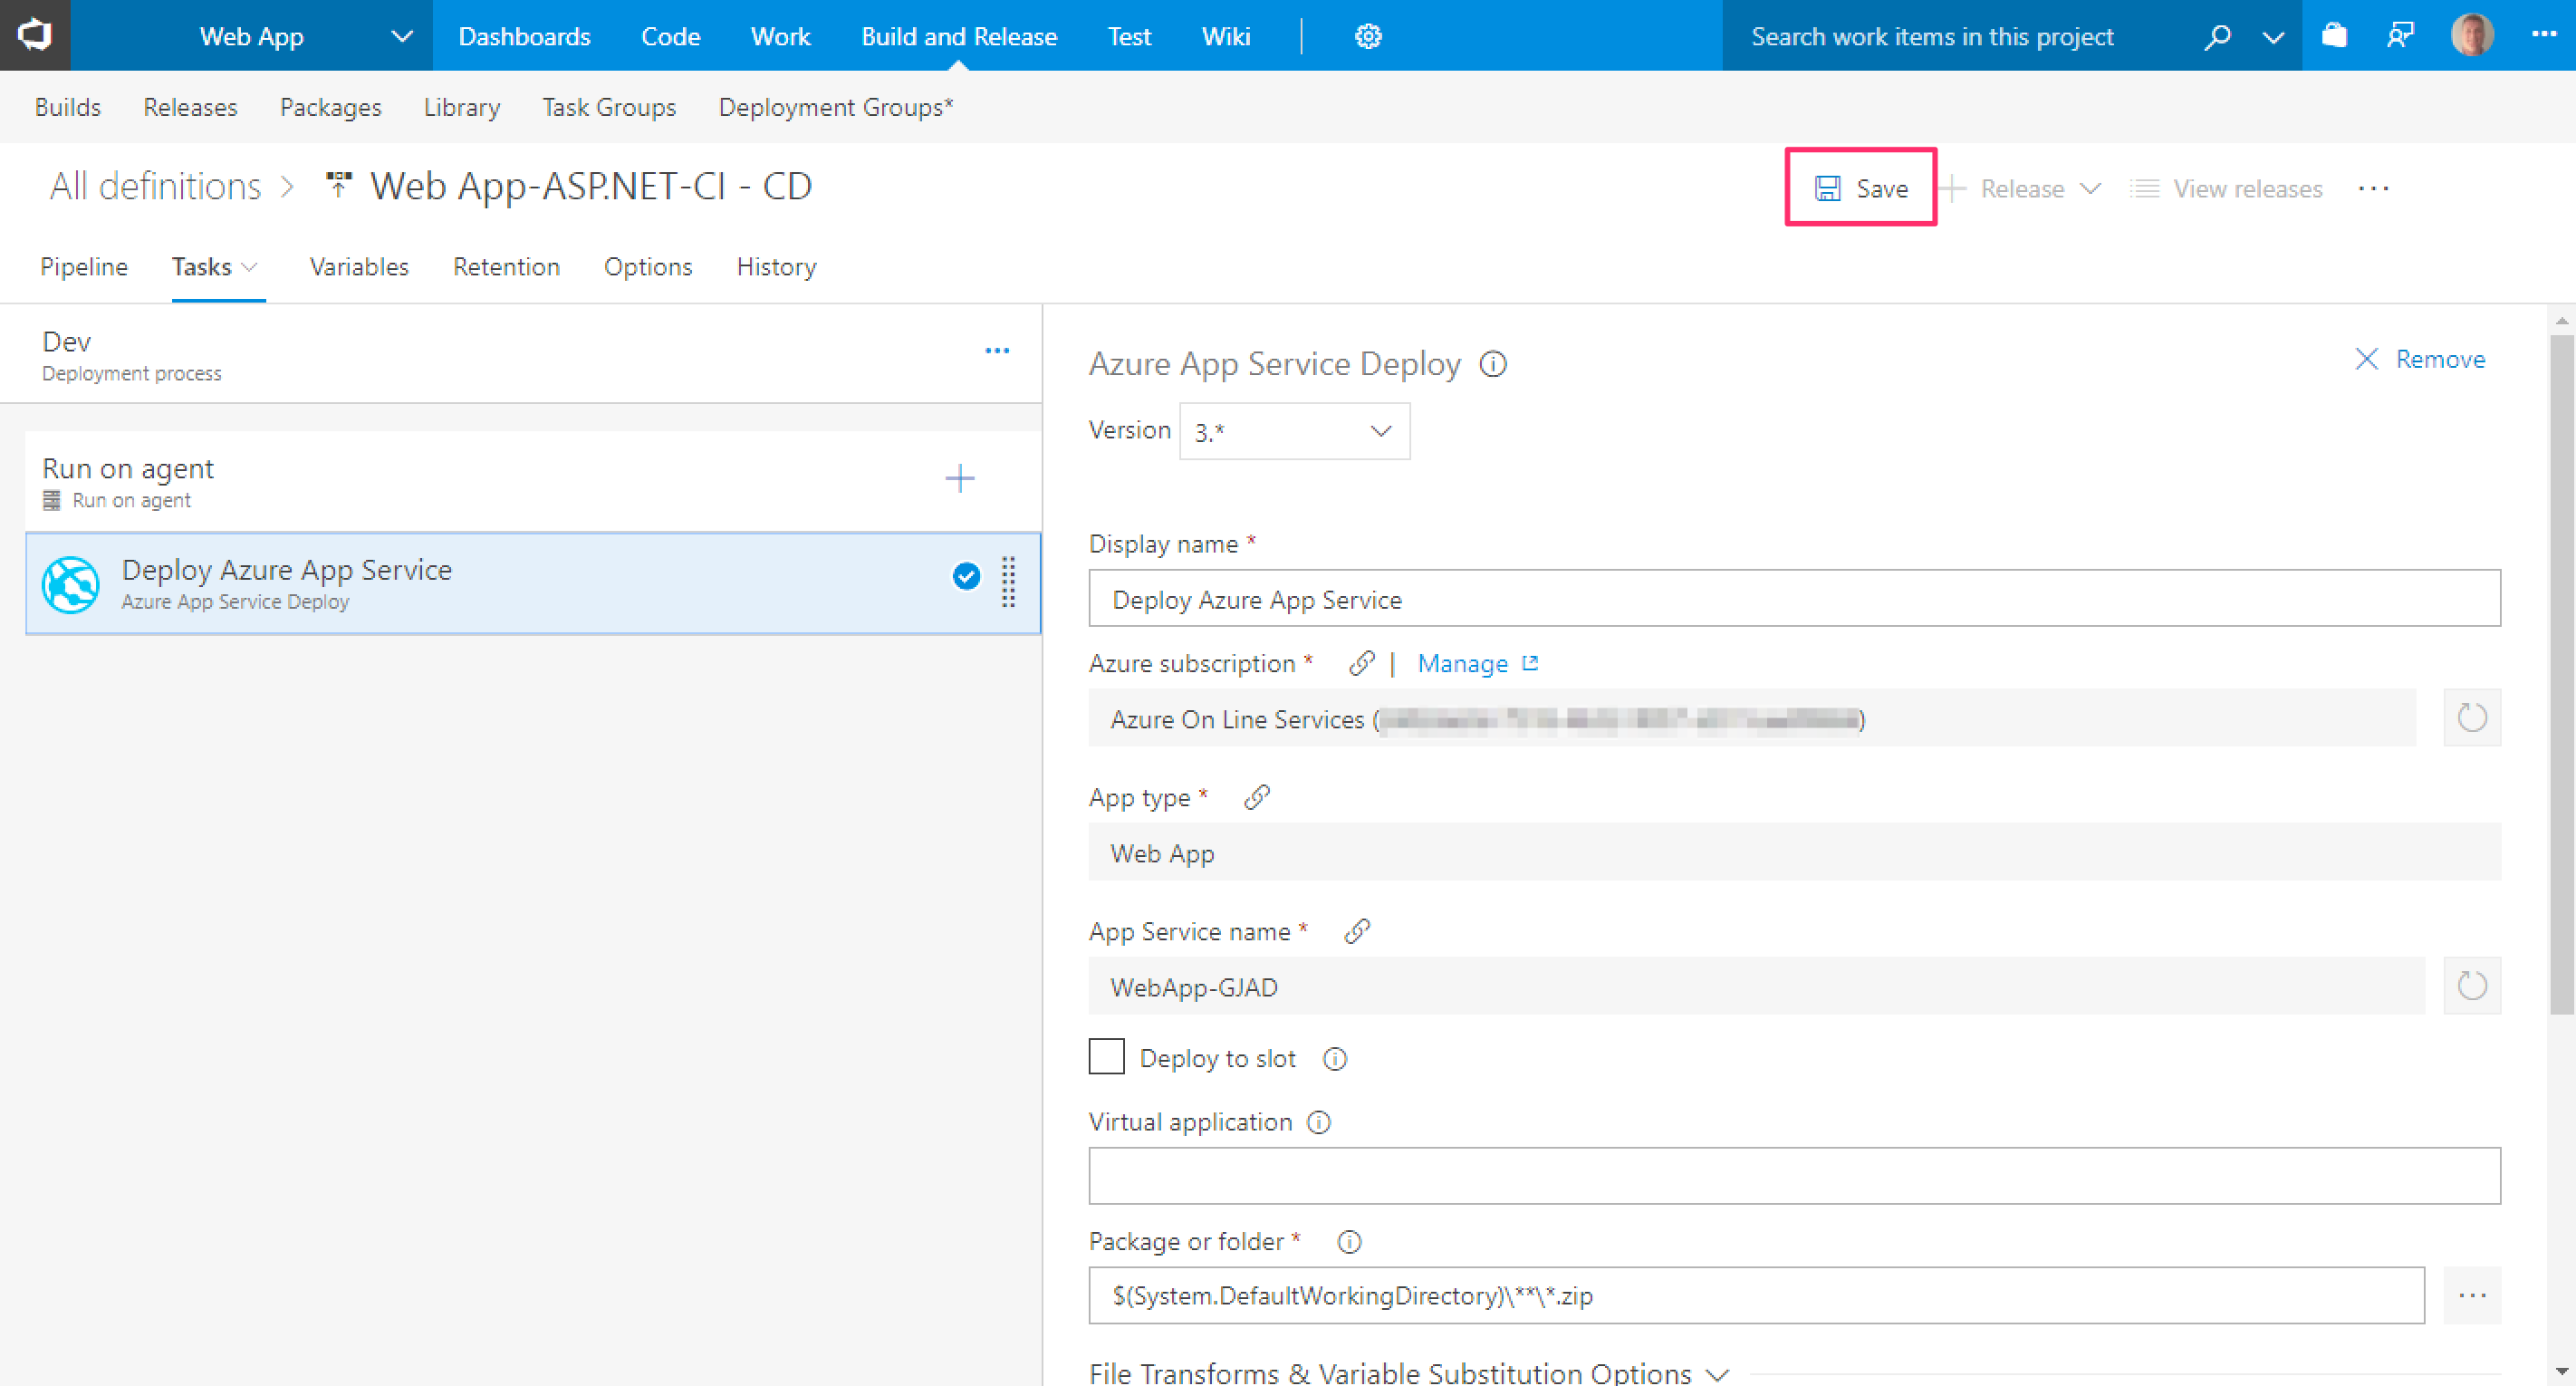 Web App Dashboards Code Work Build and Release Test Wiki Search work items in this project
Builds Releases Packages Library Task Groups Deployment Groups*
All definitions Web App-ASP.NET-CI - CD Save Release View releases
Pipeline Tasks Variables Retention Options History
Dev
Deployment process
Run on agent
Run on agent
Deploy Azure App Service
Azure App Service Deploy
Azure App Service Deploy Remove
Version 3.*
Display name *
Deploy Azure App Service
Azure subscription * | Manage
Azure On Line Services ( )
App type *
Web App
App Service name *
WebApp-GJAD
Deploy to slot
Virtual application
Package or folder *
$(System.DefaultWorkingDirectory)\**\*.zip
File Transforms & Variable Substitution Options